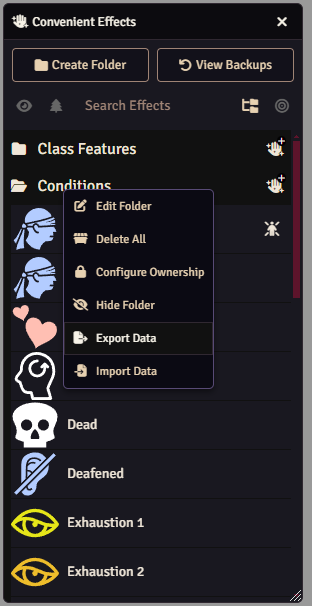 Convenient Effects
Create Folder
View Backups
Search Effects
Class Features
Conditions
Edit Folder
Delete All
Configure Ownership
Hide Folder
Export Data
Import Data
Dead
Deafened
Exhaustion 1
Exhaustion 2